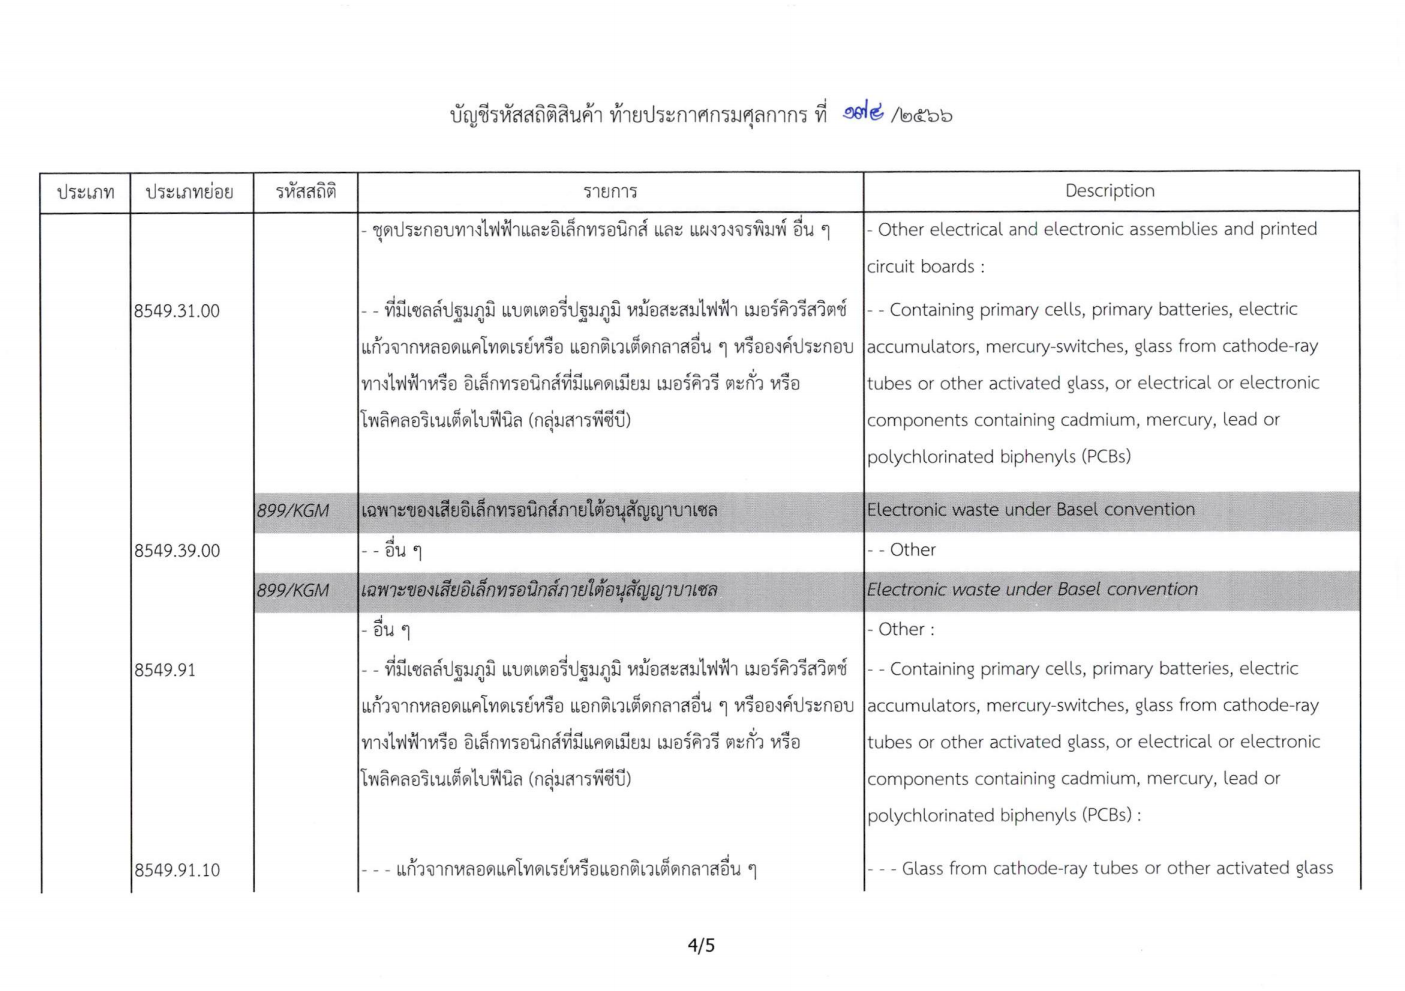 บัญชีรหัสสถิติสินค้า ท้ายประกาศกรมศุลกากร ที่ ๑๗๔ /๒๕๖๖
ประเภท ประเภทย่อย รหัสสถิติ รายการ Description
- ชุดประกอบทางไฟฟ้าและอิเล็กทรอนิกส์ และ แผงวงจรพิมพ์ อื่น ๆ - Other electrical and electronic assemblies and printed
circuit boards :
8549.31.00 - - ที่มีเซลล์ปฐมภูมิ แบตเตอรี่ปฐมภูมิ หม้อสะสมไฟฟ้า เมอร์คิวรีสวิตช์ - - Containing primary cells, primary batteries, electric
แก้วจากหลอดแคโทดเรย์หรือ แอกติเวเต็ดกลาสอื่น ๆ หรือองค์ประกอบ accumulators, mercury-switches, glass from cathode-ray
ทางไฟฟ้าหรือ อิเล็กทรอนิกส์ที่มีแคดเมียม เมอร์คิวรี ตะกั่ว หรือ tubes or other activated glass, or electrical or electronic
โพลิคลอริเนเต็ดไบฟีนิล (กลุ่มสารพีซีบี) components containing cadmium, mercury, lead or
polychlorinated biphenyls (PCBs)
899/KGM เฉพาะของเสียอิเล็กทรอนิกส์ภายใต้อนุสัญญาบาเซล Electronic waste under Basel convention
8549.39.00 - - อื่น ๆ - - Other
899/KGM เฉพาะของเสียอิเล็กทรอนิกส์ภายใต้อนุสัญญาบาเซล Electronic waste under Basel convention
- อื่น ๆ - Other :
8549.91 - - ที่มีเซลล์ปฐมภูมิ แบตเตอรี่ปฐมภูมิ หม้อสะสมไฟฟ้า เมอร์คิวรีสวิตช์ - - Containing primary cells, primary batteries, electric
แก้วจากหลอดแคโทดเรย์หรือ แอกติเวเต็ดกลาสอื่น ๆ หรือองค์ประกอบ accumulators, mercury-switches, glass from cathode-ray
ทางไฟฟ้าหรือ อิเล็กทรอนิกส์ที่มีแคดเมียม เมอร์คิวรี ตะกั่ว หรือ tubes or other activated glass, or electrical or electronic
โพลิคลอริเนเต็ดไบฟีนิล (กลุ่มสารพีซีบี) components containing cadmium, mercury, lead or
polychlorinated biphenyls (PCBs) :
8549.91.10 - - - แก้วจากหลอดแคโทดเรย์หรือแอกติเวเต็ดกลาสอื่น ๆ - - - Glass from cathode-ray tubes or other activated glass
4/5